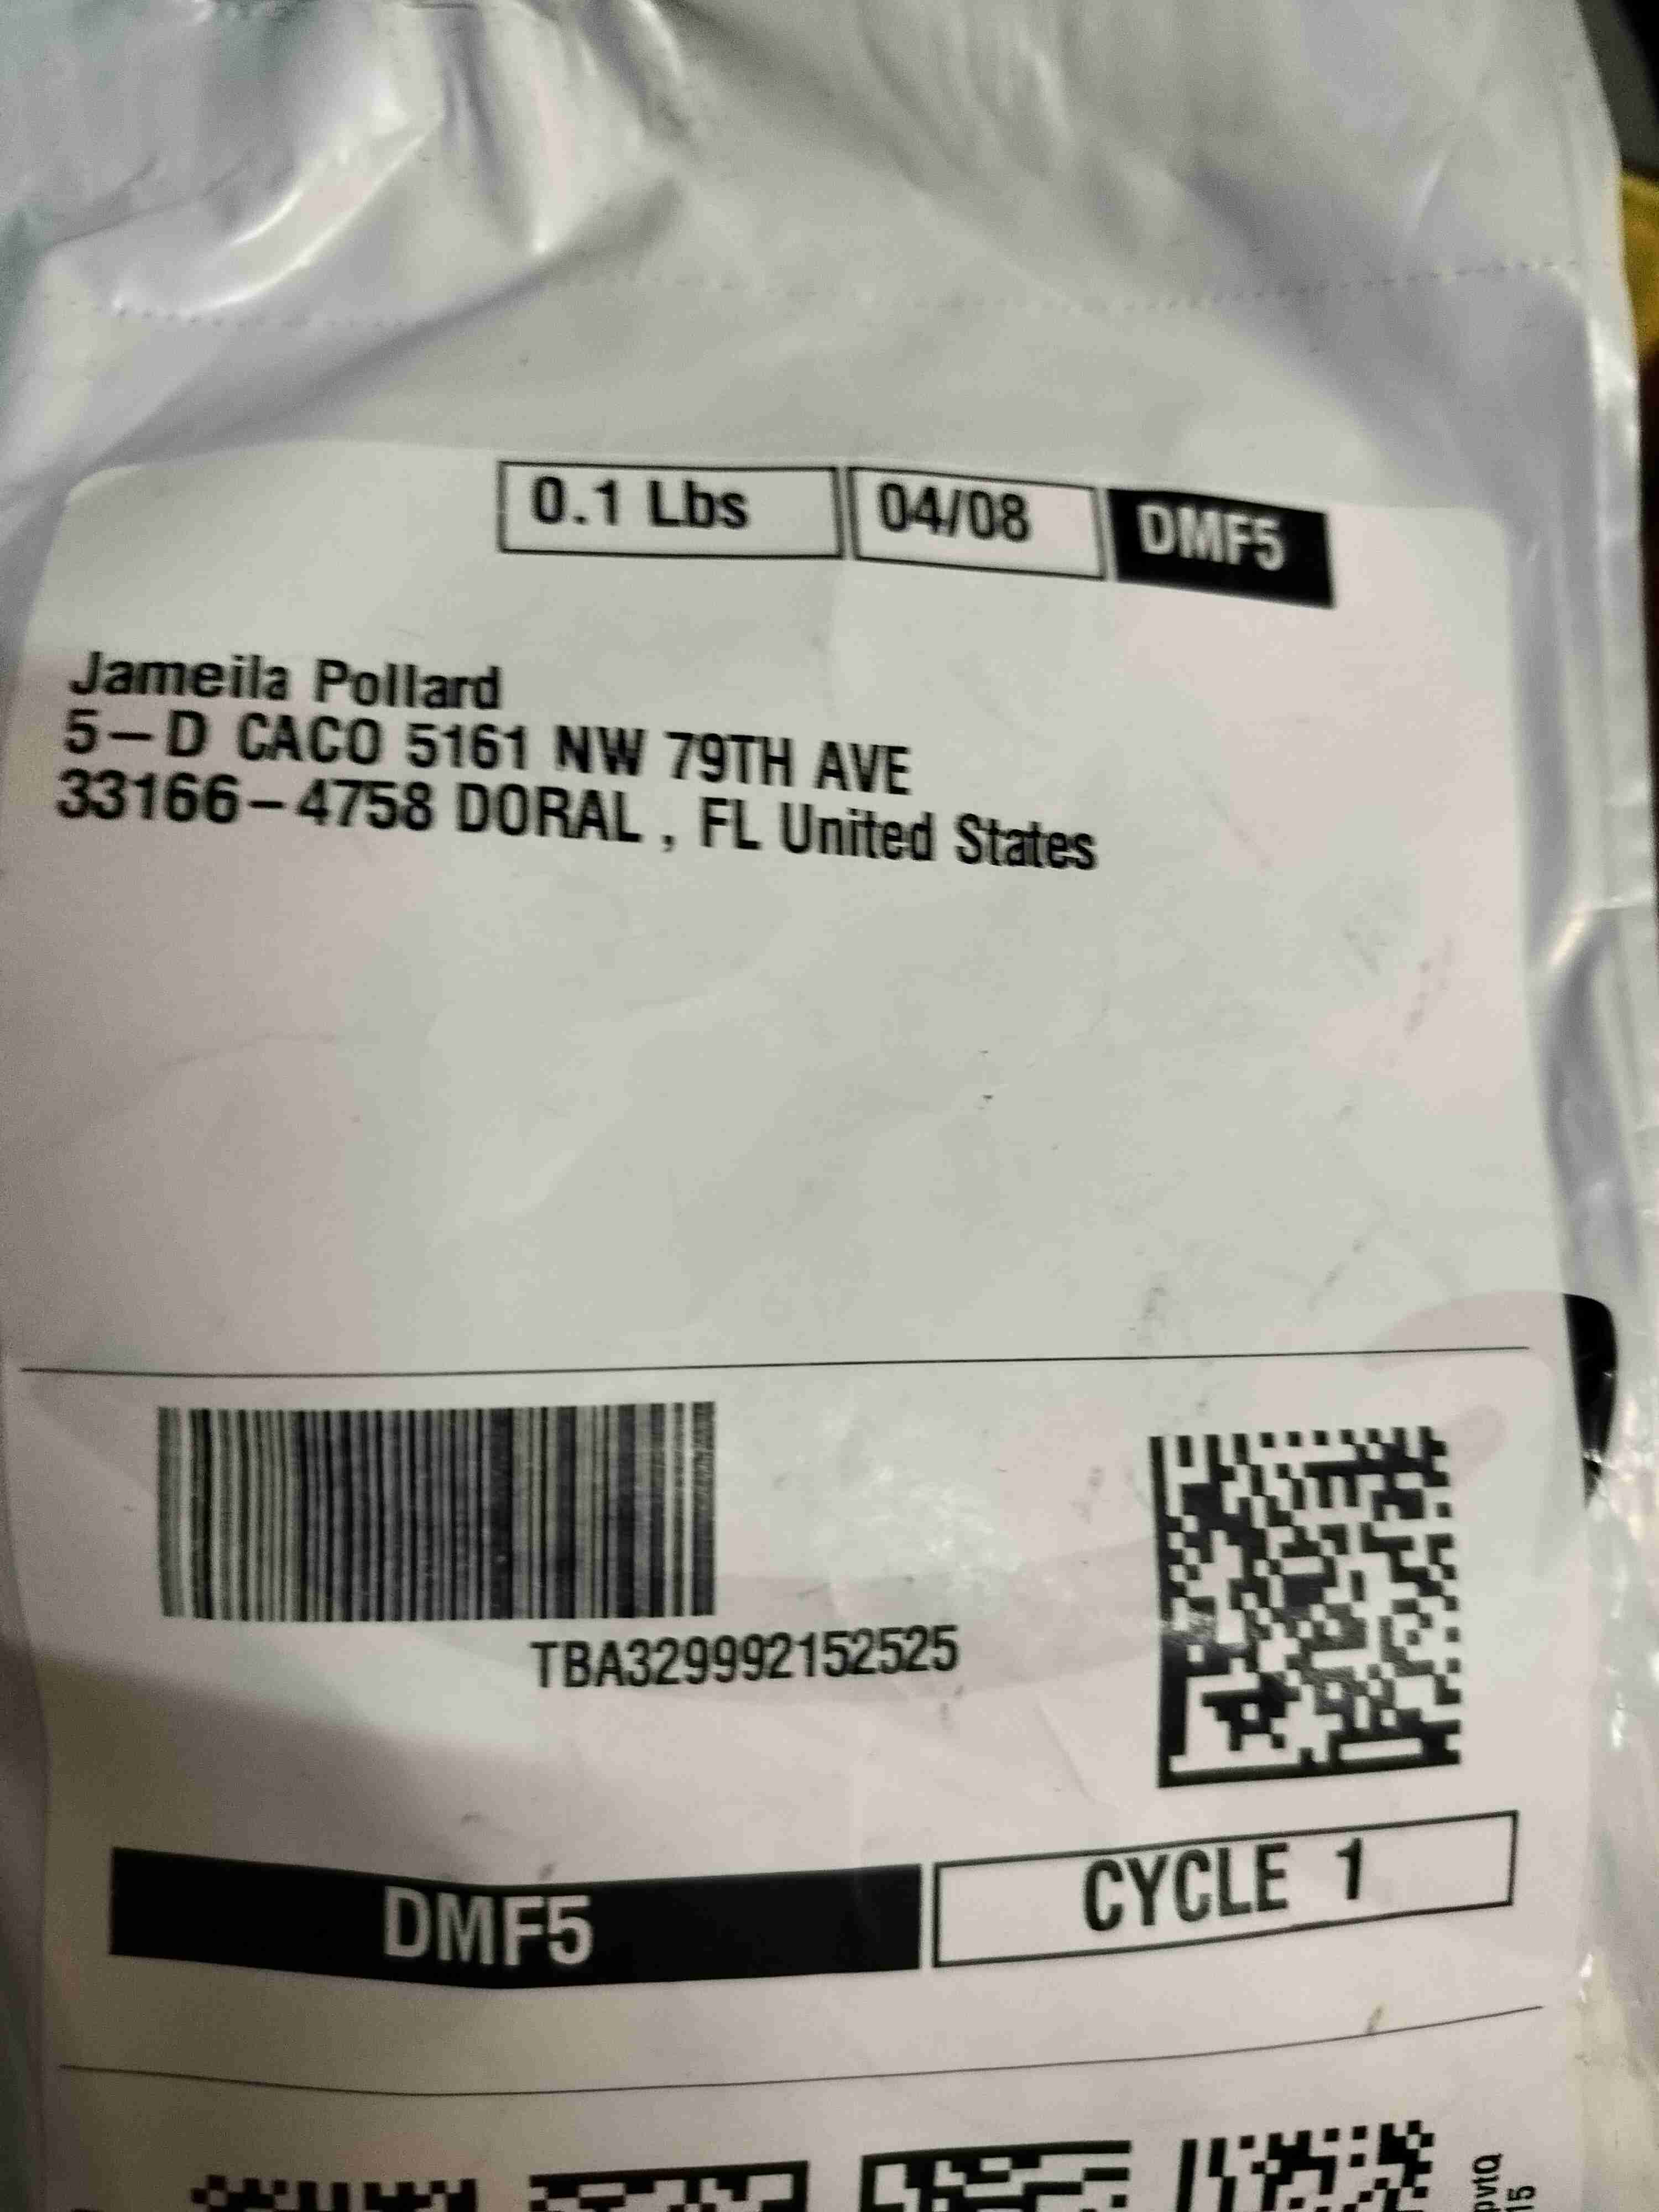 0.1 Lbs 04/08 DMF5
Jameila Pollard
5-D CACO 5161 NW 79TH AVE
33166-4758 DORAL , FL United States
TBA329992152525
DMF5 CYCLE 1